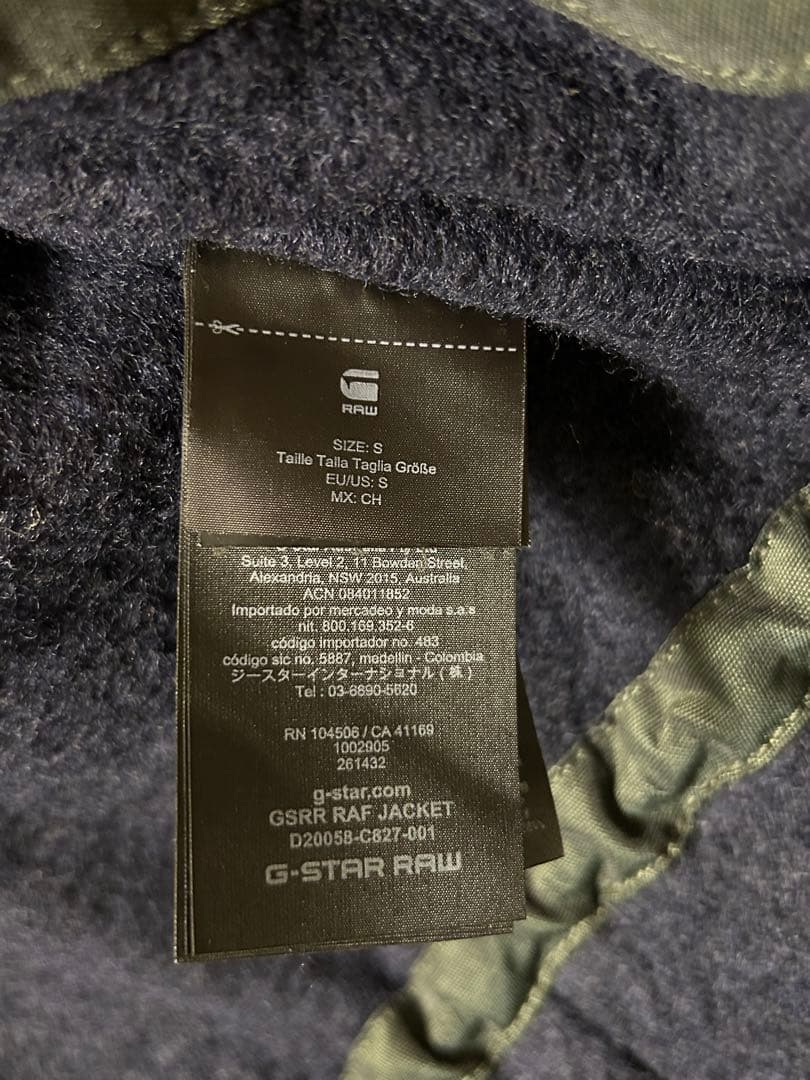 RAW
SIZE: S
Taille Talla Taglia Größe
EU/US: S
MX: CH
Suite 3, Level 2, 11 Bowden Street,
Alexandria, NSW 2015, Australia
ACN 084011852
Importado por mercadeo y moda s.a.s
nit. 800.169.352-6
código importador no. 483
código sic no. 5887, medellin - Colombia
ジースターインターナショナル(株)
Tel : 03-6890-5620
RN 104506 / CA 41169
1002905
261432
g-star.com
GSRR RAF JACKET
D20058-C827-001
G-STAR RAW